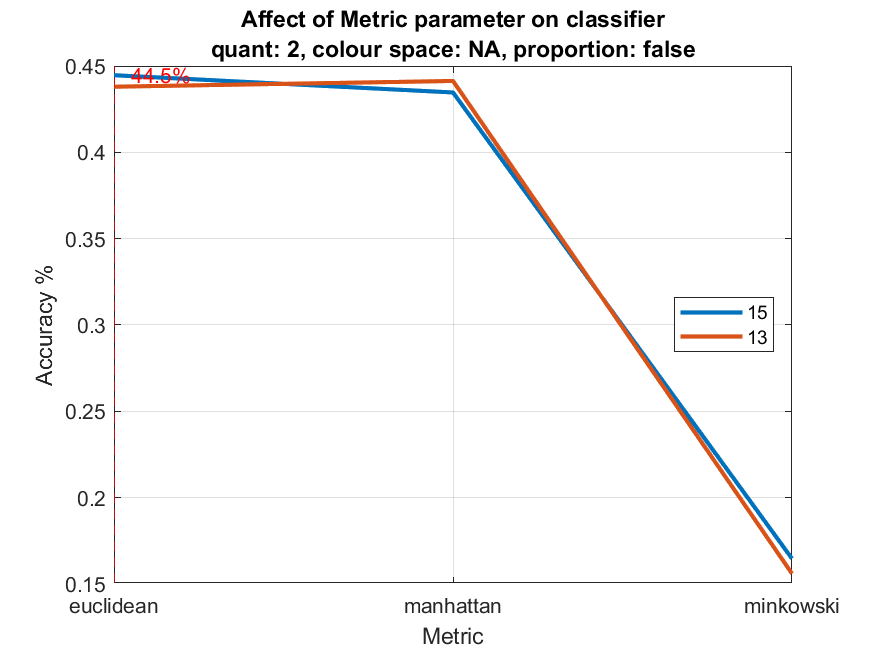 Affect of Metric parameter on classifier
quant: 2, colour space: NA, proportion: false
0.45
44.5%
0.4
0.35
0.3
0.25
0.2
0.15
Accuracy %
15
13
euclidean
manhattan
minkowski
Metric